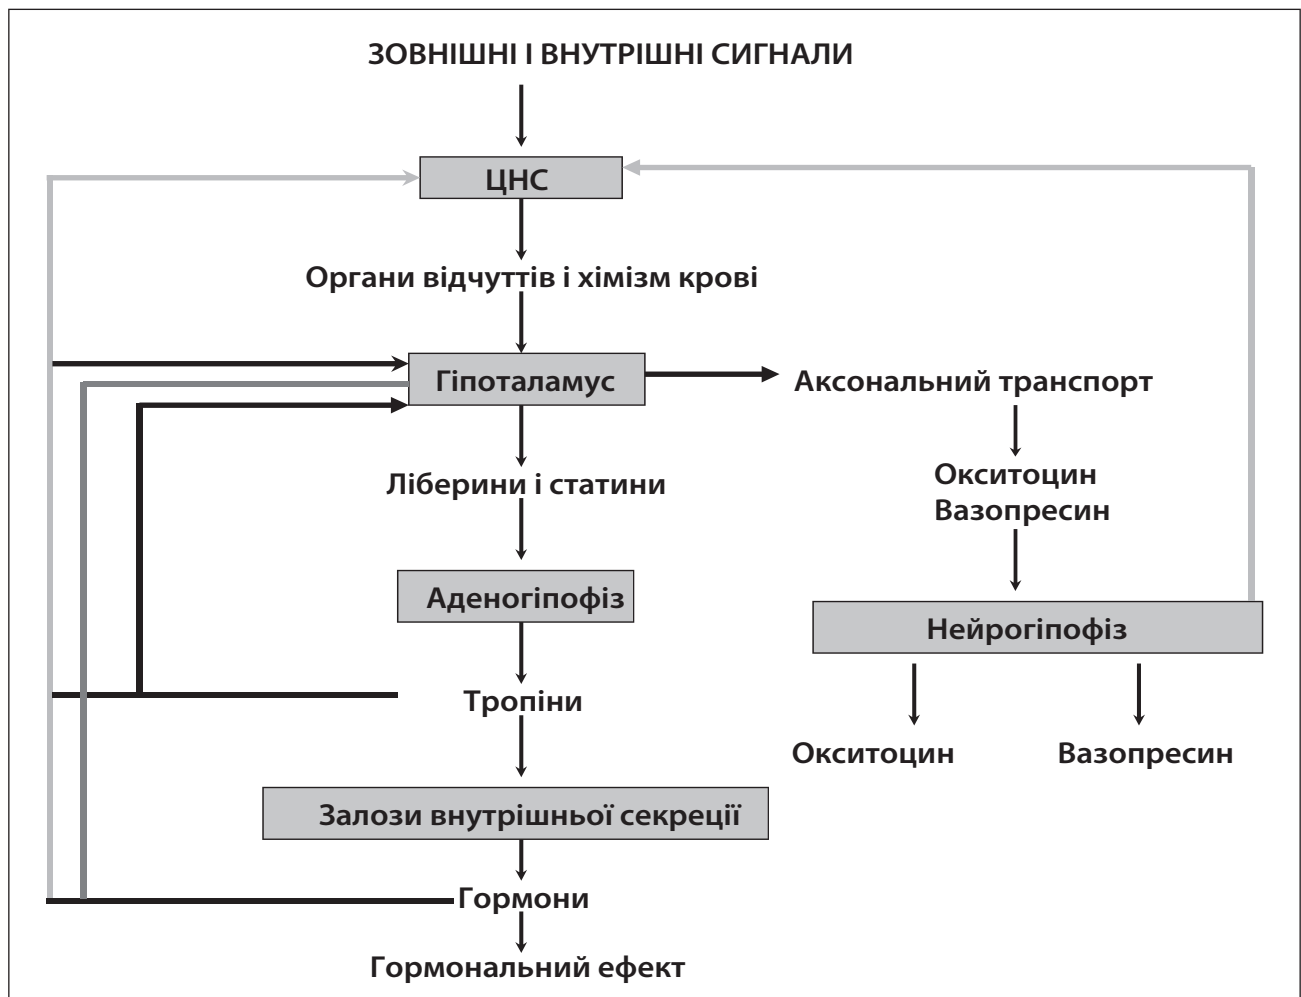 ЗОВНІШНІ І ВНУТРІШНІ СИГНАЛИ
ЦНС
Органи відчуттів і хімізм крові
Гіпоталамус
Аксональний транспорт
Ліберини і статини
Окситоцин
Вазопресин
Аденогіпофіз
Нейрогіпофіз
Тропіни
Окситоцин
Вазопресин
Залози внутрішньої секреції
Гормони
Гормональний ефект